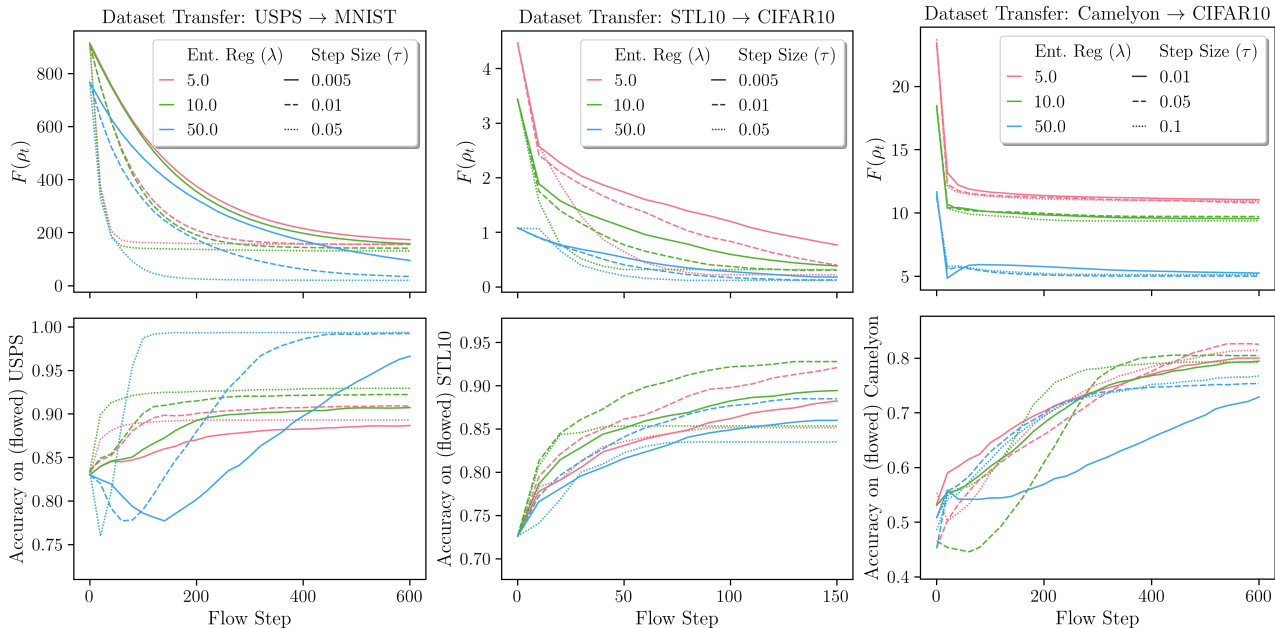 Dataset Transfer: USPS → MNIST
Ent. Reg (λ) Step Size (τ)
5.0 0.005
10.0 0.01
50.0 0.05
F(ρt)
800
600
400
200
0
Dataset Transfer: STL10 → CIFAR10
Ent. Reg (λ) Step Size (τ)
5.0 0.005
10.0 0.01
50.0 0.05
F(ρt)
4
3
2
1
0
Dataset Transfer: Camelyon → CIFAR10
Ent. Reg (λ) Step Size (τ)
5.0 0.01
10.0 0.05
50.0 0.1
F(ρt)
20
15
10
5
Accuracy on (flowed) USPS
1.00
0.95
0.90
0.85
0.80
0.75
0 200 400 600
Flow Step
Accuracy on (flowed) STL10
0.95
0.90
0.85
0.80
0.75
0.70
0 50 100 150
Flow Step
Accuracy on (flowed) Camelyon
0.8
0.7
0.6
0.5
0.4
0 200 400 600
Flow Step